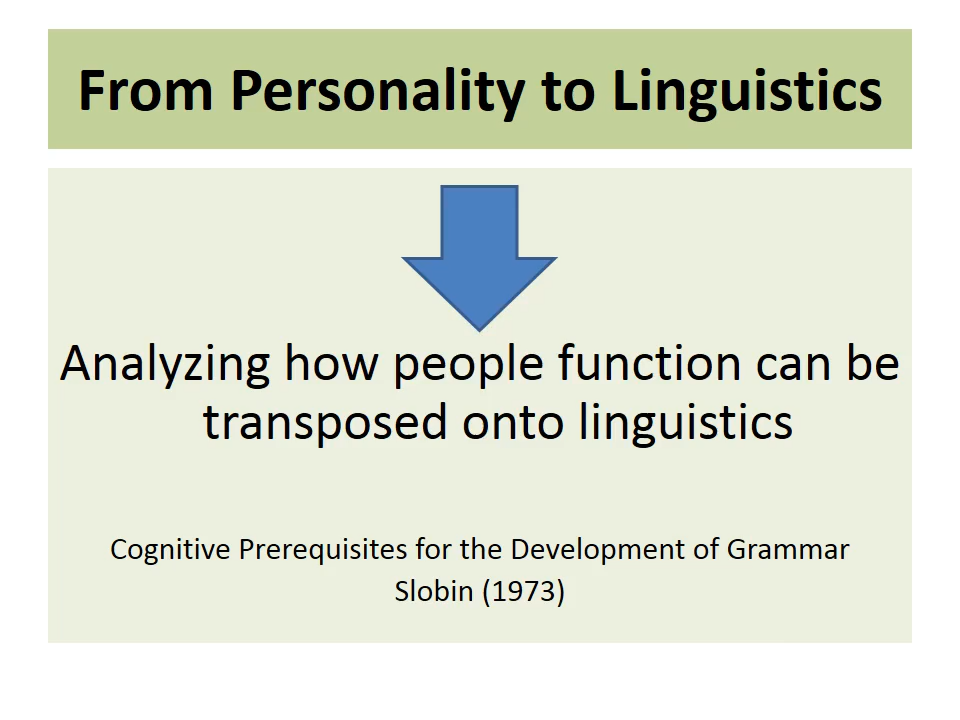 From Personality to Linguistics
Analyzing how people function can be
transposed onto linguistics
Cognitive Prerequisites for the Development of Grammar
Slobin (1973)